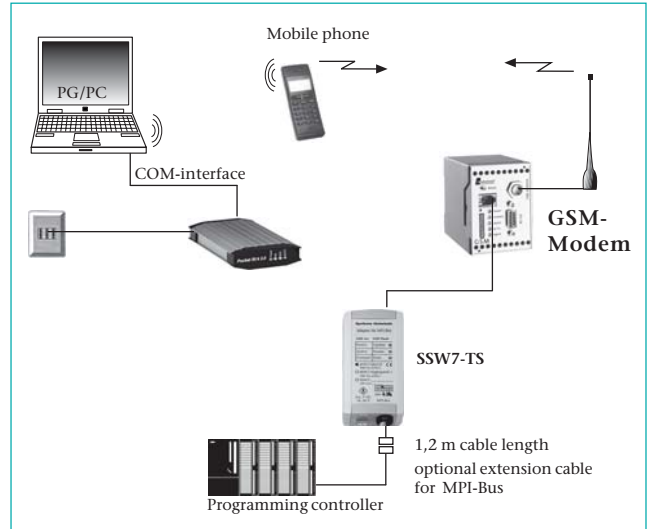 Mobile phone
PG/PC
COM-interface
GSM-
Modem
SSW7-TS
1,2 m cable length
optional extension cable
for MPI-Bus
Programming controller